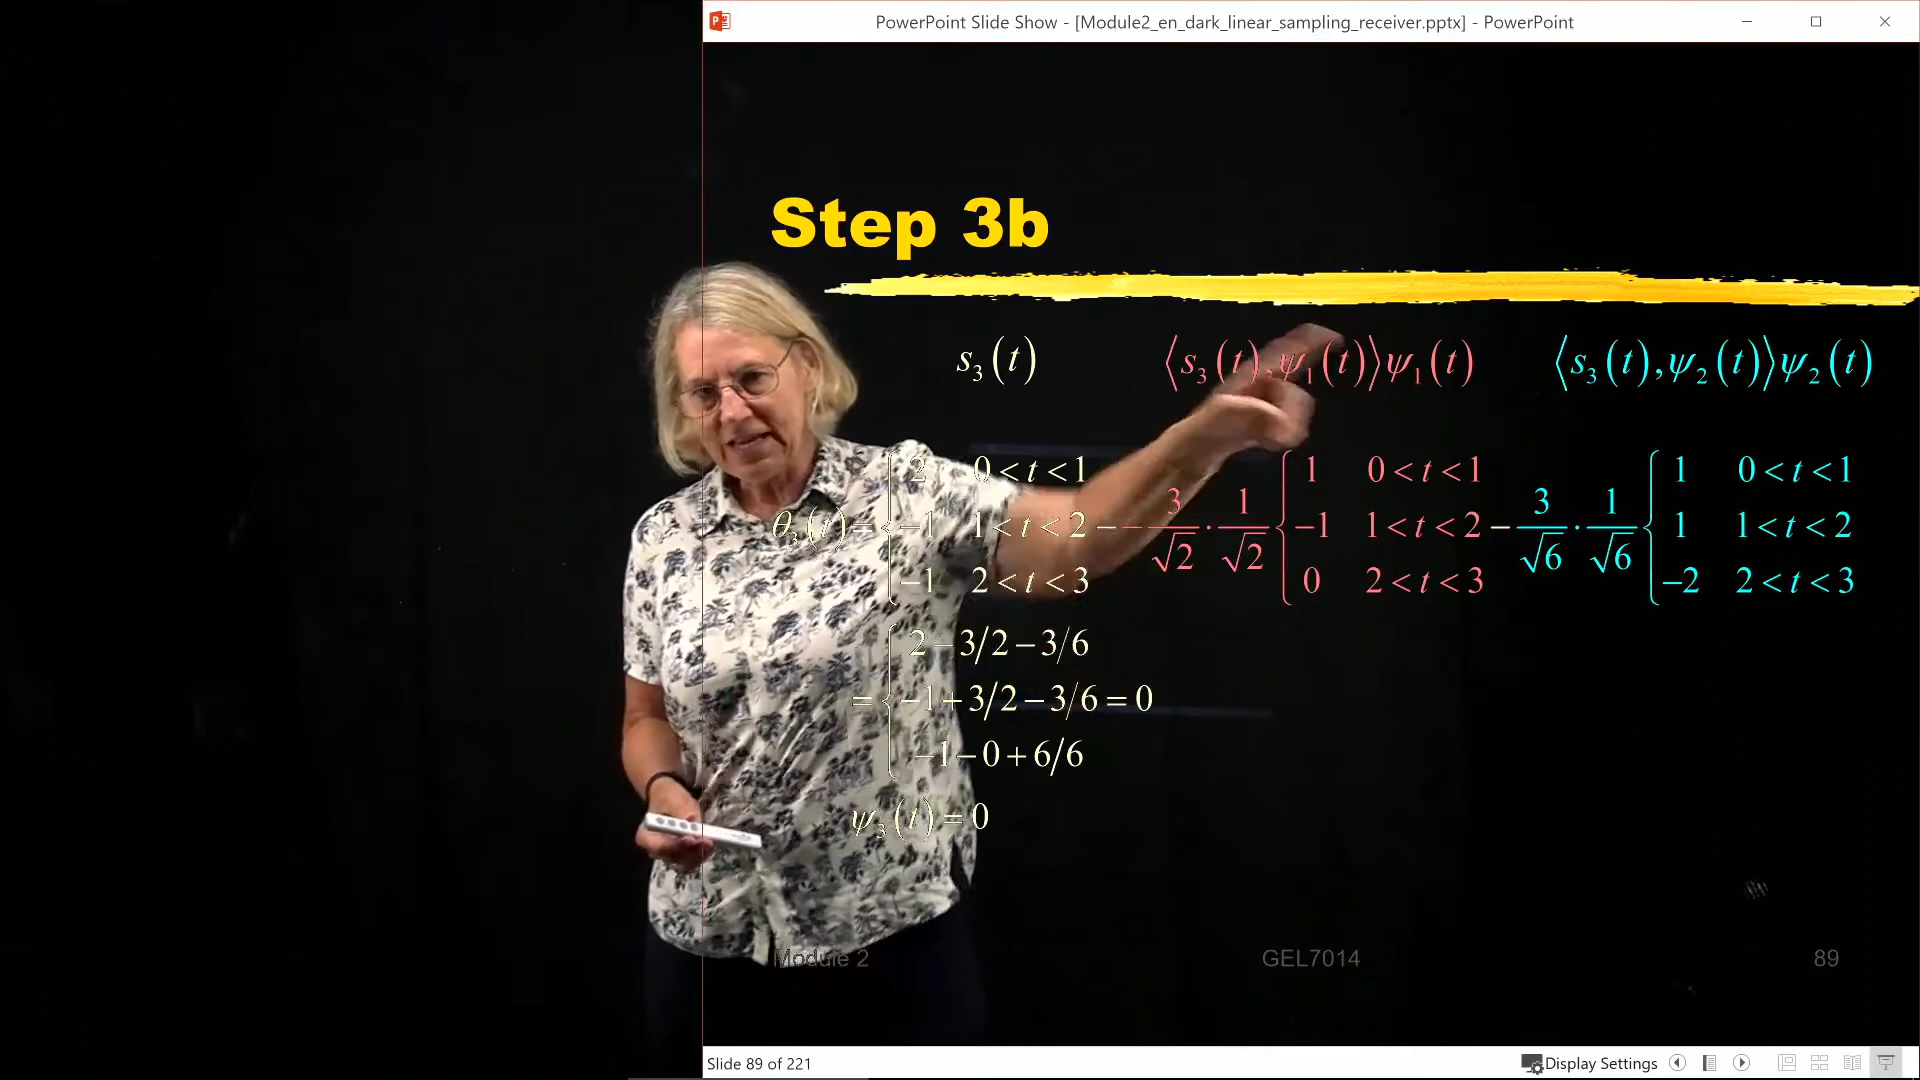 PowerPoint Slide Show - [Module2_en_dark_linear_sampling_receiver.pptx] - PowerPoint
Step 3b
s₃(t) ⟨s₃(t),ψ₁(t)⟩ψ₁(t) ⟨s₃(t),ψ₂(t)⟩ψ₂(t)
θ₃(t) = { 2 0<t<1; −1 1<t<2; −1 2<t<3 − 3/√2 · 1/√2 { 1 0<t<1; −1 1<t<2; 0 2<t<3 − 3/√6 · 1/√6 { 1 0<t<1; 1 1<t<2; −2 2<t<3
= { 2−3/2−3/6
−1+3/2−3/6=0
−1−0+6/6
ψ₃(t)=0
Module 2 GEL7014 89
Slide 89 of 221 Display Settings